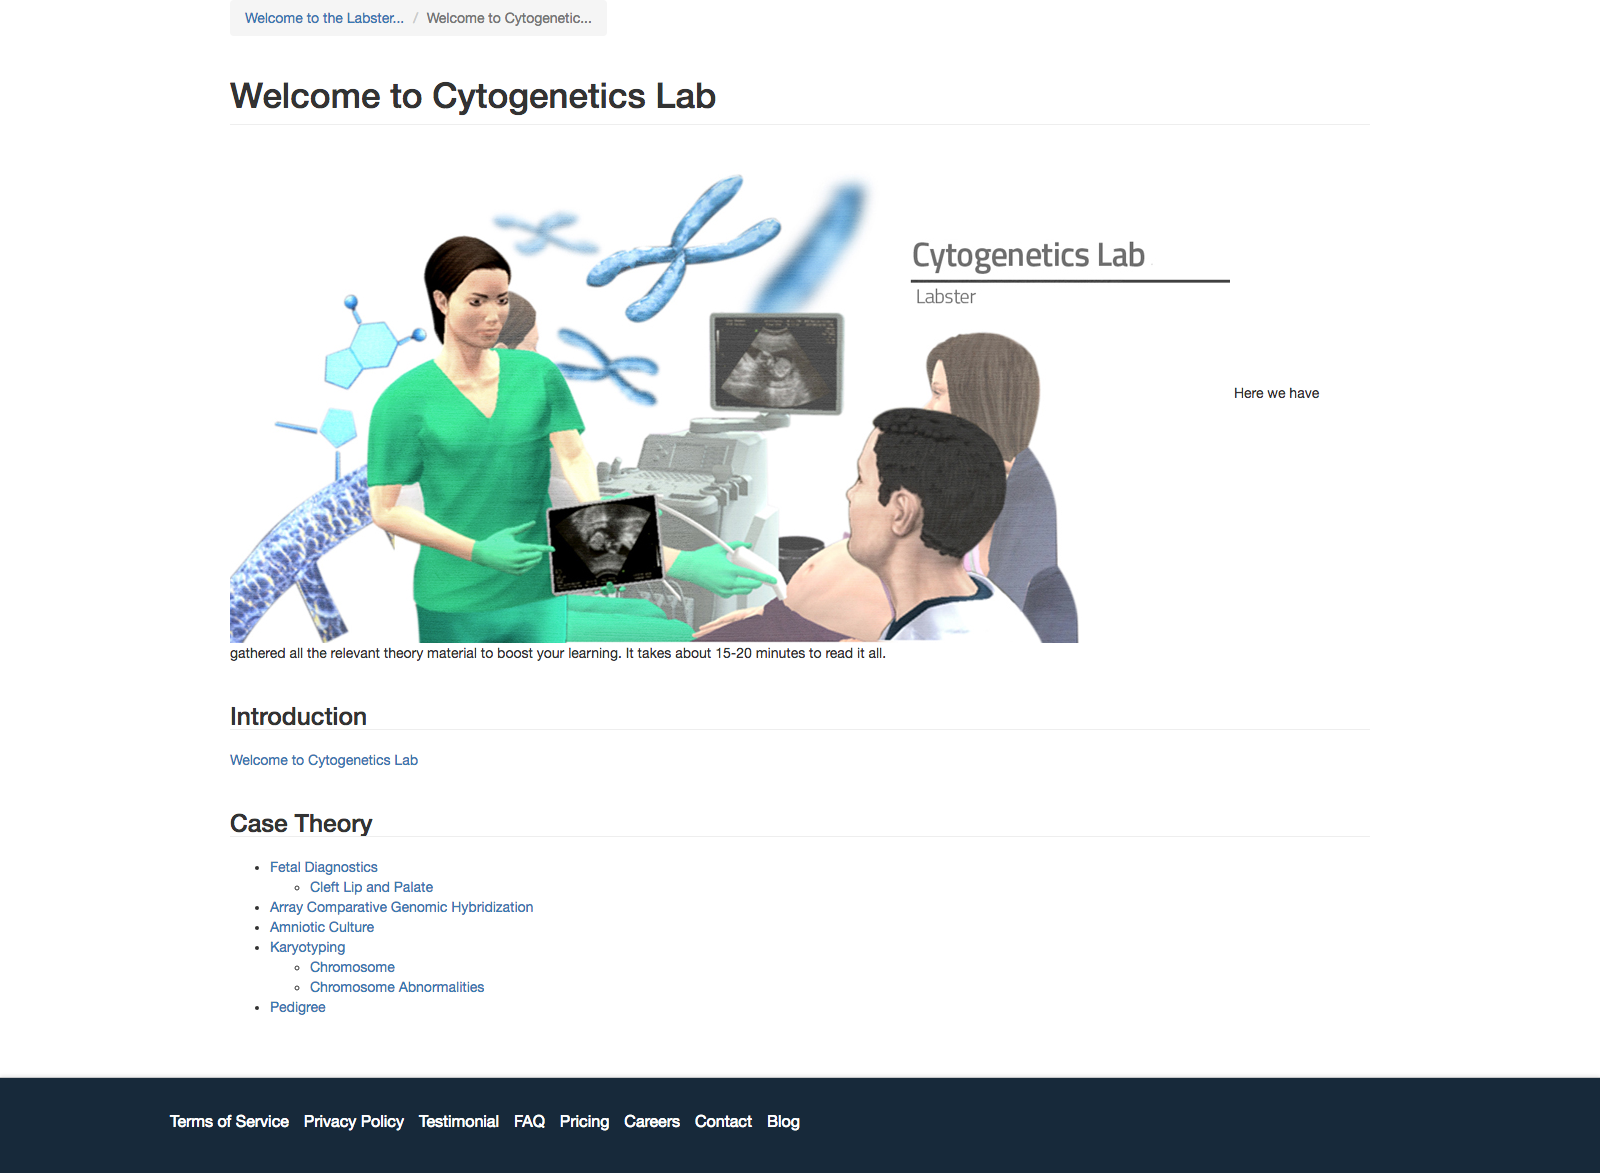 Welcome to the Labster... / Welcome to Cytogenetic...
Welcome to Cytogenetics Lab
Cytogenetics Lab
Labster
Here we have
gathered all the relevant theory material to boost your learning. It takes about 15-20 minutes to read it all.
Introduction
Welcome to Cytogenetics Lab
Case Theory
• Fetal Diagnostics
◦ Cleft Lip and Palate
• Array Comparative Genomic Hybridization
• Amniotic Culture
• Karyotyping
◦ Chromosome
◦ Chromosome Abnormalities
• Pedigree
Terms of Service Privacy Policy Testimonial FAQ Pricing Careers Contact Blog